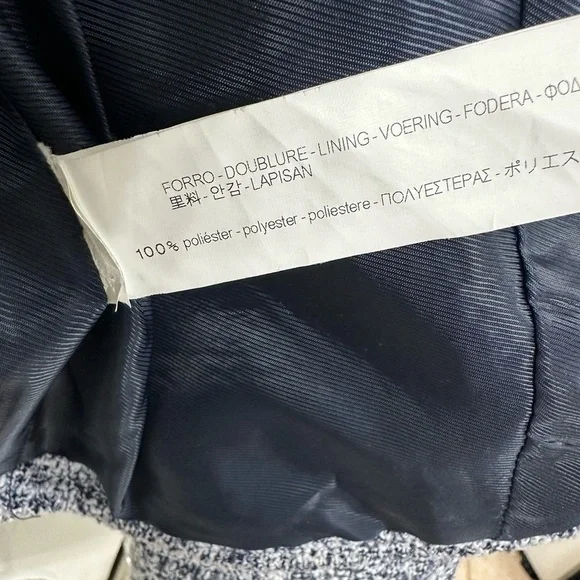 FORRO - DOUBLURE - LINING - VOERING - FODERA - ΦΟΔ
里料 - 안감 - LAPISAN
100% poliéster - polyester - poliestere - ΠΟΛΥΕΣΤΕΡΑΣ - ポリエス